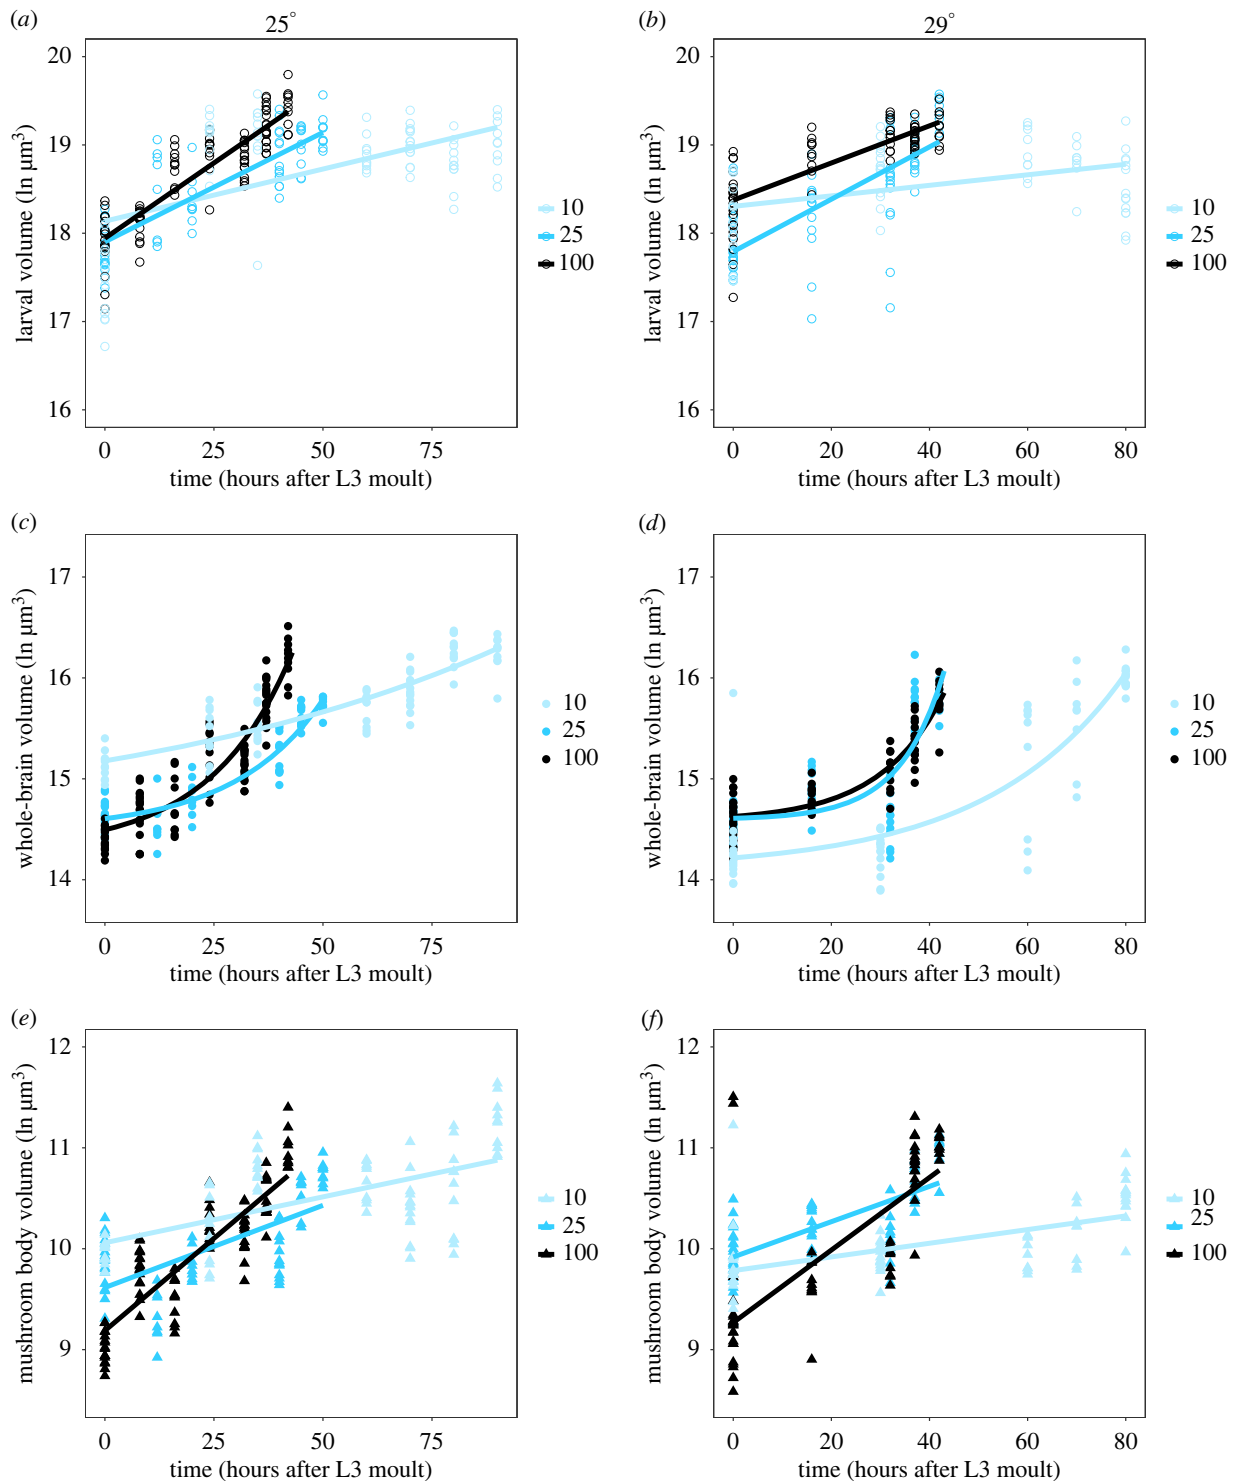 (a) 25° (b) 29°
20 20
19 19
larval volume (ln µm³) larval volume (ln µm³)
10 10
18 25 18 25
100 100
17 17
16 16
0 25 50 75 0 20 40 60 80
time (hours after L3 moult) time (hours after L3 moult)
(c) (d)
17 17
whole-brain volume (ln µm³) whole-brain volume (ln µm³)
16 16
10 10
25 25
15 100 15 100
14 14
0 25 50 75 0 20 40 60 80
time (hours after L3 moult) time (hours after L3 moult)
(e) (f)
12 12
mushroom body volume (ln µm³) mushroom body volume (ln µm³)
11 11
10 10
25 25
10 100 10 100
9 9
0 25 50 75 0 20 40 60 80
time (hours after L3 moult) time (hours after L3 moult)